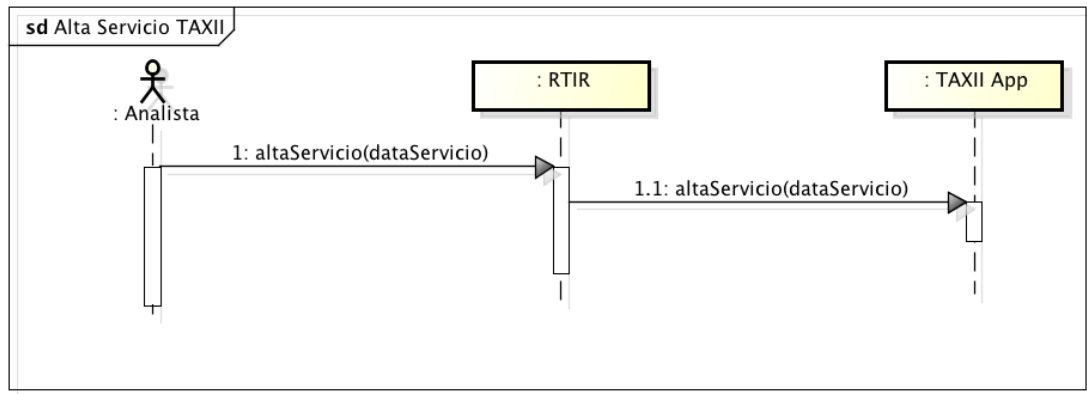 sd Alta Servicio TAXII
: Analista
: RTIR
: TAXII App
1: altaServicio(dataServicio)
1.1: altaServicio(dataServicio)